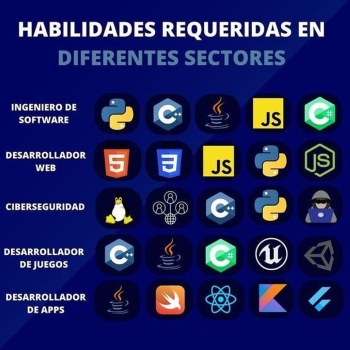 HABILIDADES REQUERIDAS EN
DIFERENTES SECTORES
INGENIERO DE
SOFTWARE
C++
JS
C#
DESARROLLADOR
WEB
5
3
JS
JS
CIBERSEGURIDAD
C++
DESARROLLADOR
DE JUEGOS
C++
C#
DESARROLLADOR
DE APPS